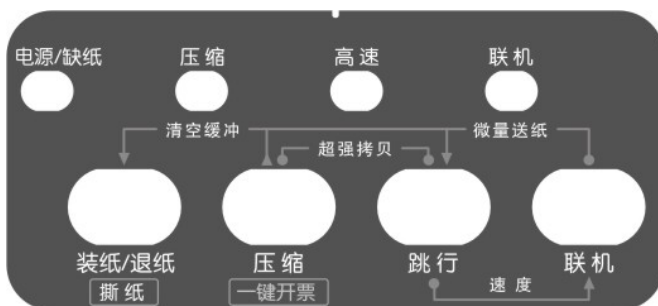 电源/缺纸 压缩 高速 联机
清空缓冲 微量送纸
超强拷贝
装纸/退纸 压缩 跳行 联机
撕纸 一键开票 速度